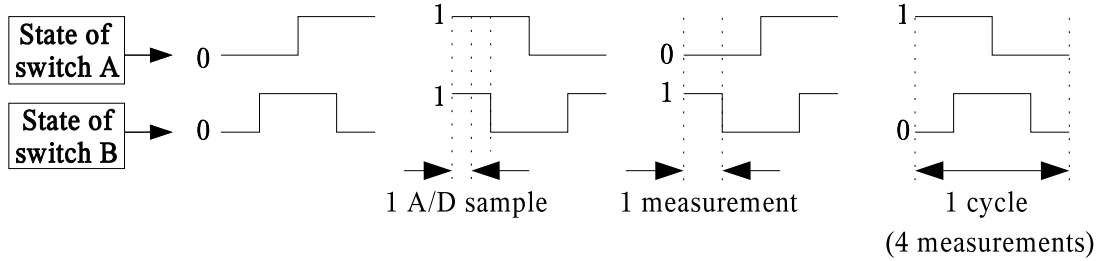 State of
switch A
0
1
0
1
State of
switch B
0
1
1
0
1 A/D sample
1 measurement
1 cycle
(4 measurements)